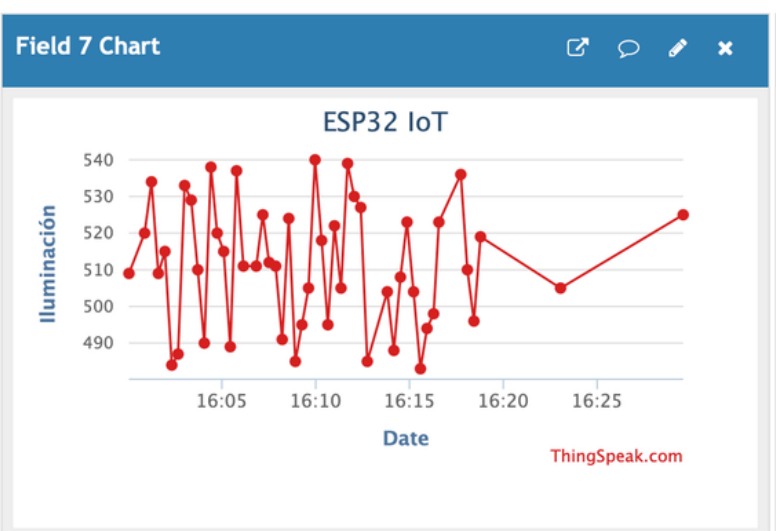 Field 7 Chart
ESP32 IoT
Iluminación
540
530
520
510
500
490
16:05 16:10 16:15 16:20 16:25
Date
ThingSpeak.com